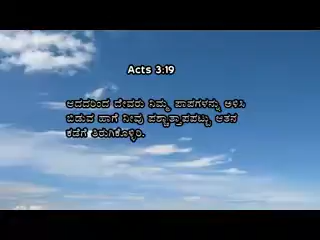 Acts 3:19
ಆದದರಿಂದ ದೇವರು ನಿಮ್ಮ ಪಾಪಗಳನ್ನು ಅಳಿಸಿ
ಬಿಡುವ ಹಾಗೆ ನೀವು ಪಶ್ಚಾತ್ತಾಪಪಟ್ಟು ಆತನ
ಕಡೆಗೆ ತಿರುಗಿಕೊಳ್ಳಿರಿ.